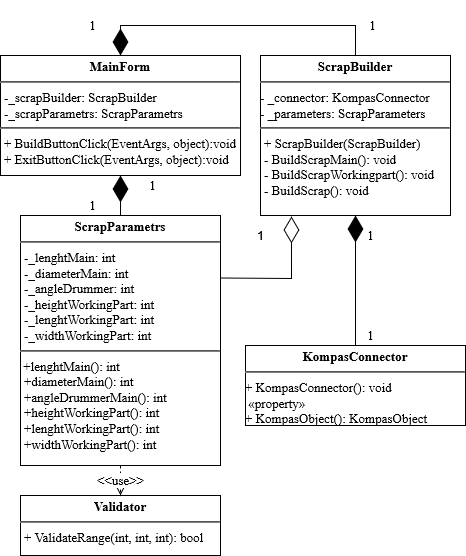 1
1
MainForm
-_scrapBuilder: ScrapBuilder
-_scrapParametrs: ScrapParametrs
+ BuildButtonClick(EventArgs, object):void
+ ExitButtonClick(EventArgs, object):void
ScrapBuilder
- _connector: KompasConnector
- _parameters: ScrapParameters
+ ScrapBuilder(ScrapBuilder)
- BuildScrapMain(): void
- BuildScrapWorkingpart(): void
- BuildScrap(): void
1
1
1
1
ScrapParametrs
-_lenghtMain: int
-_diameterMain: int
-_angleDrummer: int
-_heightWorkingPart: int
-_lenghtWorkingPart: int
-_widthWorkingPart: int
+lenghtMain(): int
+diameterMain(): int
+angleDrummerMain(): int
+heightWorkingPart(): int
+lenghtWorkingPart(): int
+widthWorkingPart(): int
1
KompasConnector
+ KompasConnector(): void
«property»
+ KompasObject(): KompasObject
<<use>>
Validator
+ ValidateRange(int, int, int): bool